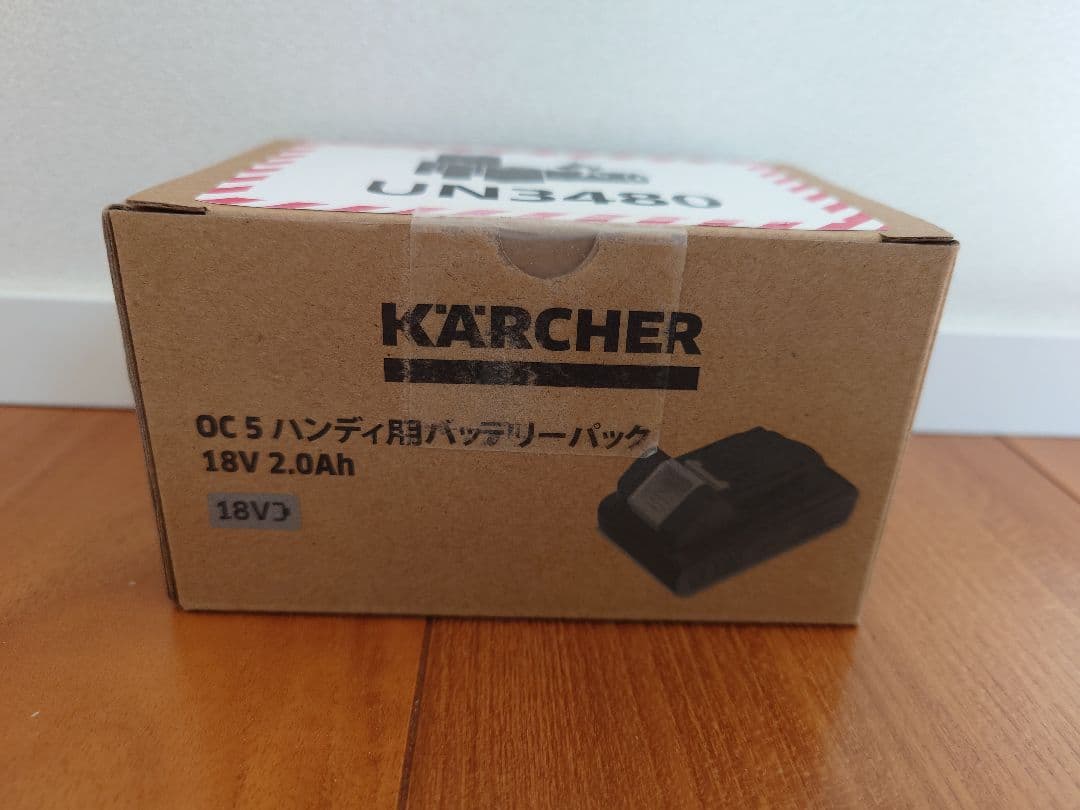 UN3480
KÄRCHER
OC 5 ハンディ用バッテリーパック
18V 2.0Ah
18V